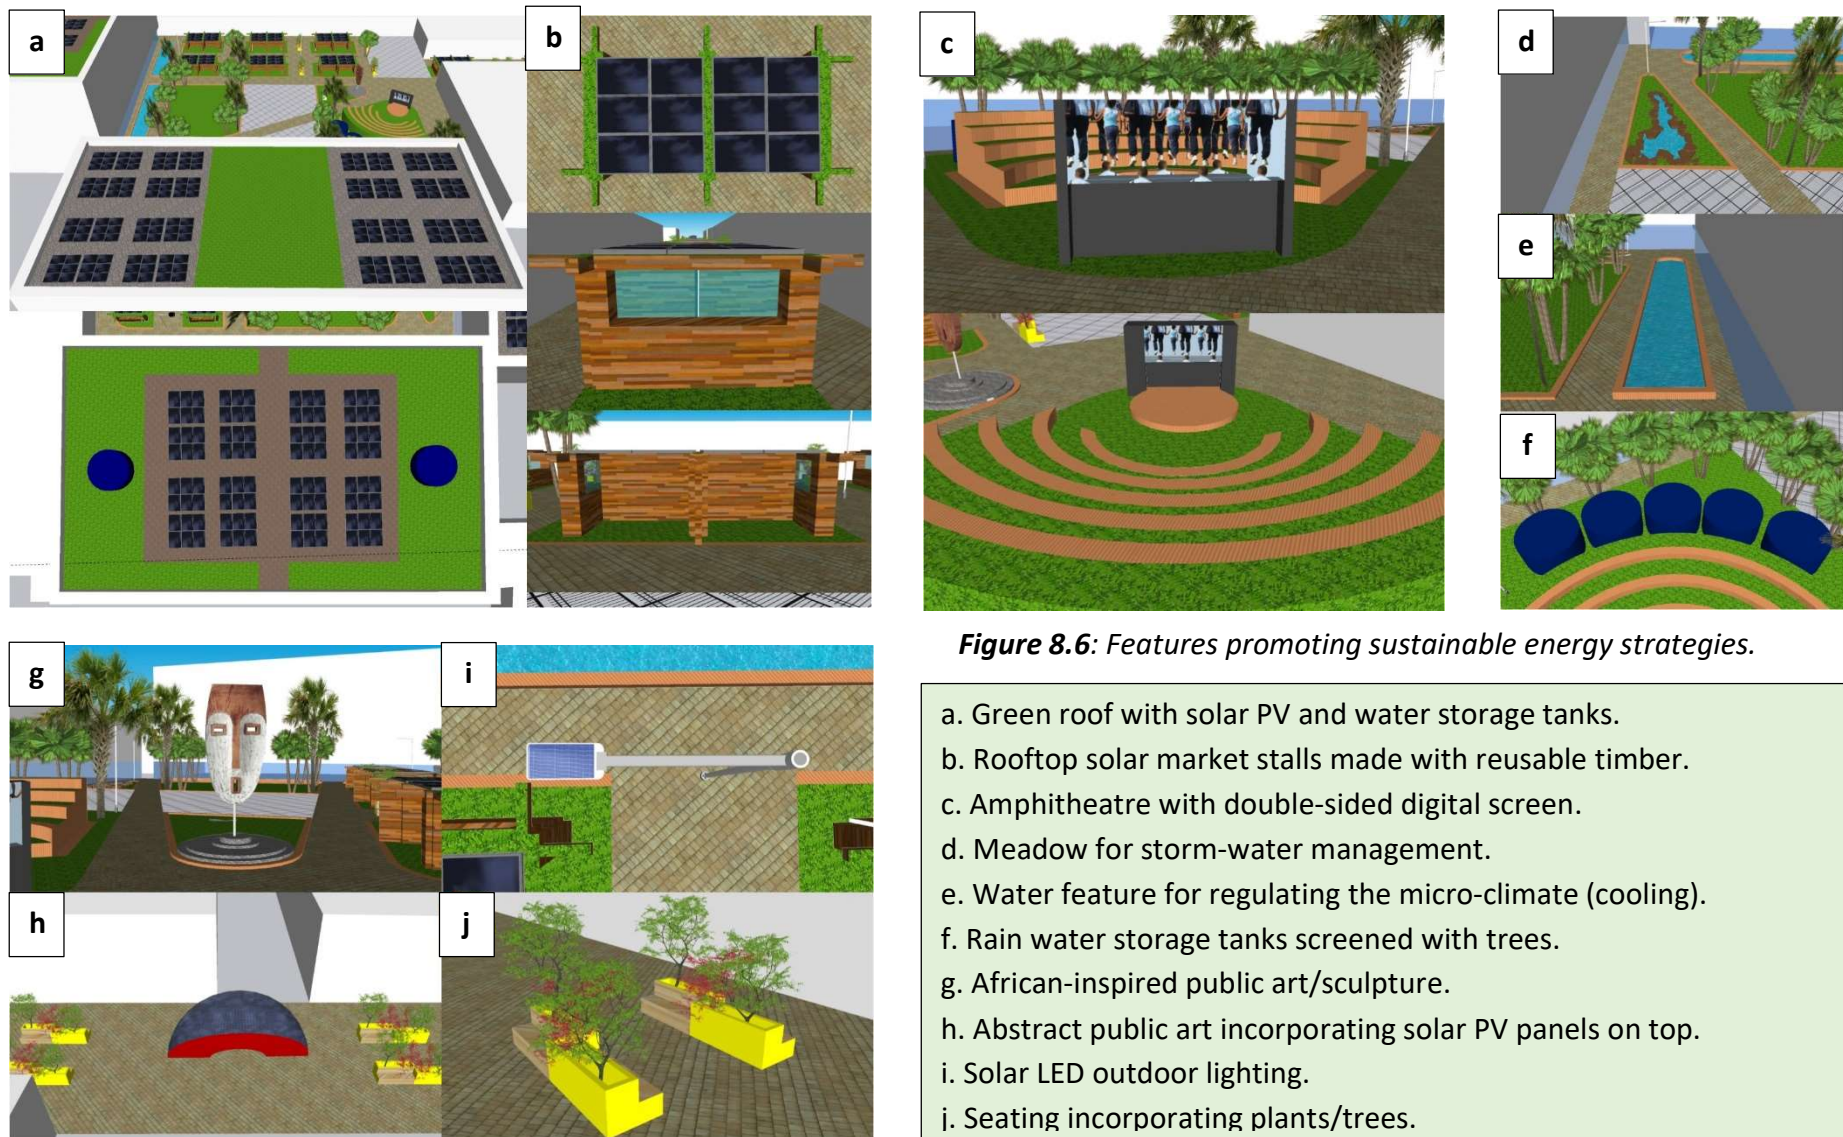 a
b
c
d
e
f
Figure 8.6: Features promoting sustainable energy strategies.
g
i
h
j
a. Green roof with solar PV and water storage tanks.
b. Rooftop solar market stalls made with reusable timber.
c. Amphitheatre with double-sided digital screen.
d. Meadow for storm-water management.
e. Water feature for regulating the micro-climate (cooling).
f. Rain water storage tanks screened with trees.
g. African-inspired public art/sculpture.
h. Abstract public art incorporating solar PV panels on top.
i. Solar LED outdoor lighting.
j. Seating incorporating plants/trees.